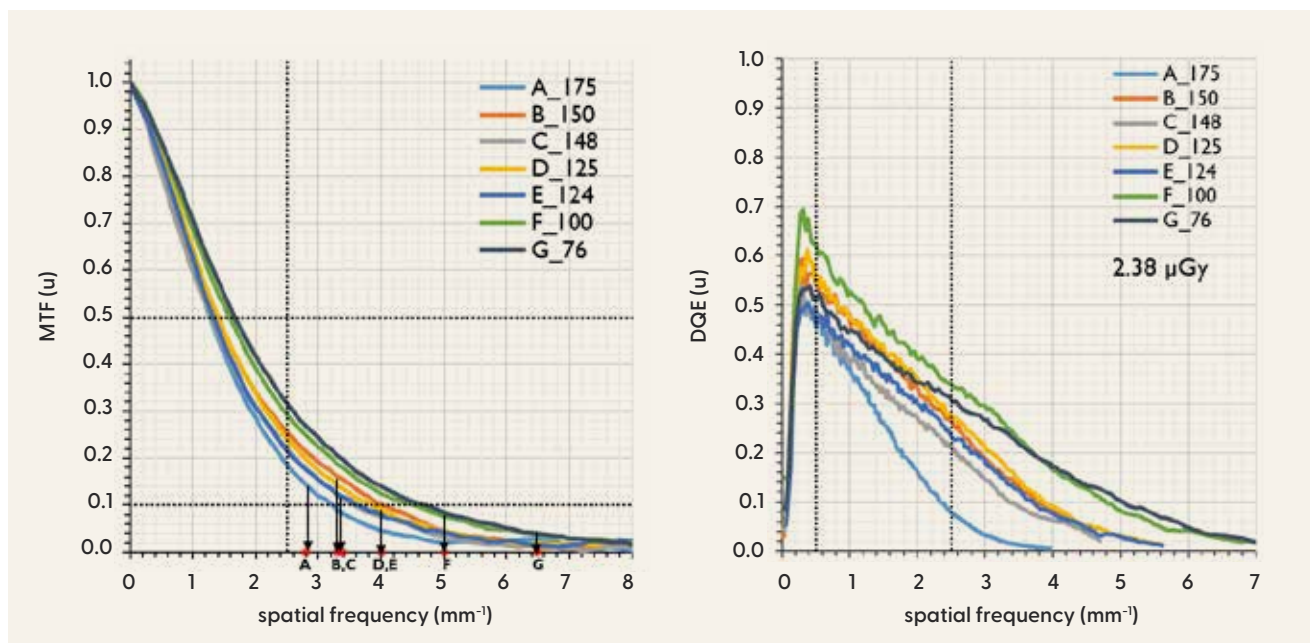 1.0
0.9
0.8
0.7
0.6
0.5
0.4
0.3
0.2
0.1
0.0
MTF (u)
A_175
B_150
C_148
D_125
E_124
F_100
G_76
A
B,C
D,E
F
G
0 1 2 3 4 5 6 7 8
spatial frequency (mm⁻¹)
1.0
0.9
0.8
0.7
0.6
0.5
0.4
0.3
0.2
0.1
0.0
DQE (u)
A_175
B_150
C_148
D_125
E_124
F_100
G_76
2.38 µGy
0 1 2 3 4 5 6 7
spatial frequency (mm⁻¹)